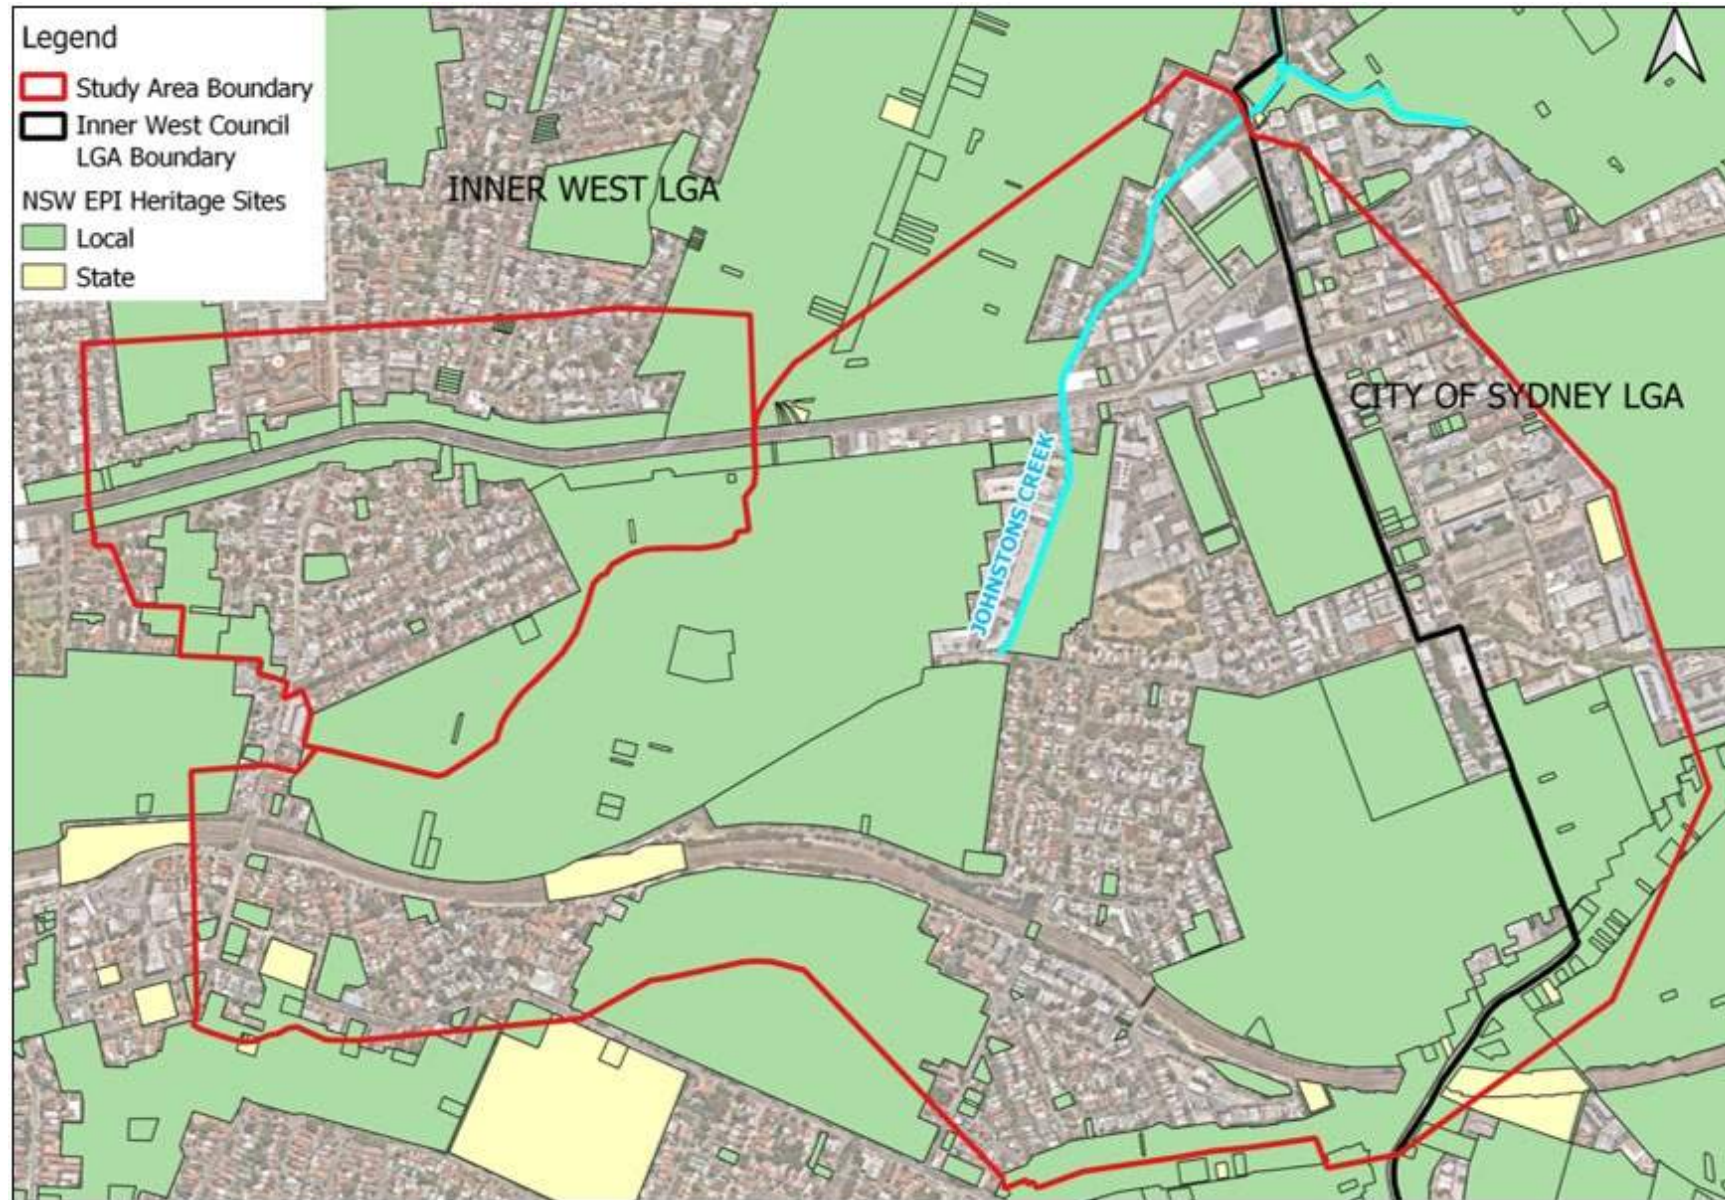 Legend
Study Area Boundary
Inner West Council
LGA Boundary
NSW EPI Heritage Sites
Local
State
INNER WEST LGA
CITY OF SYDNEY LGA
JOHNSTONS CREEK